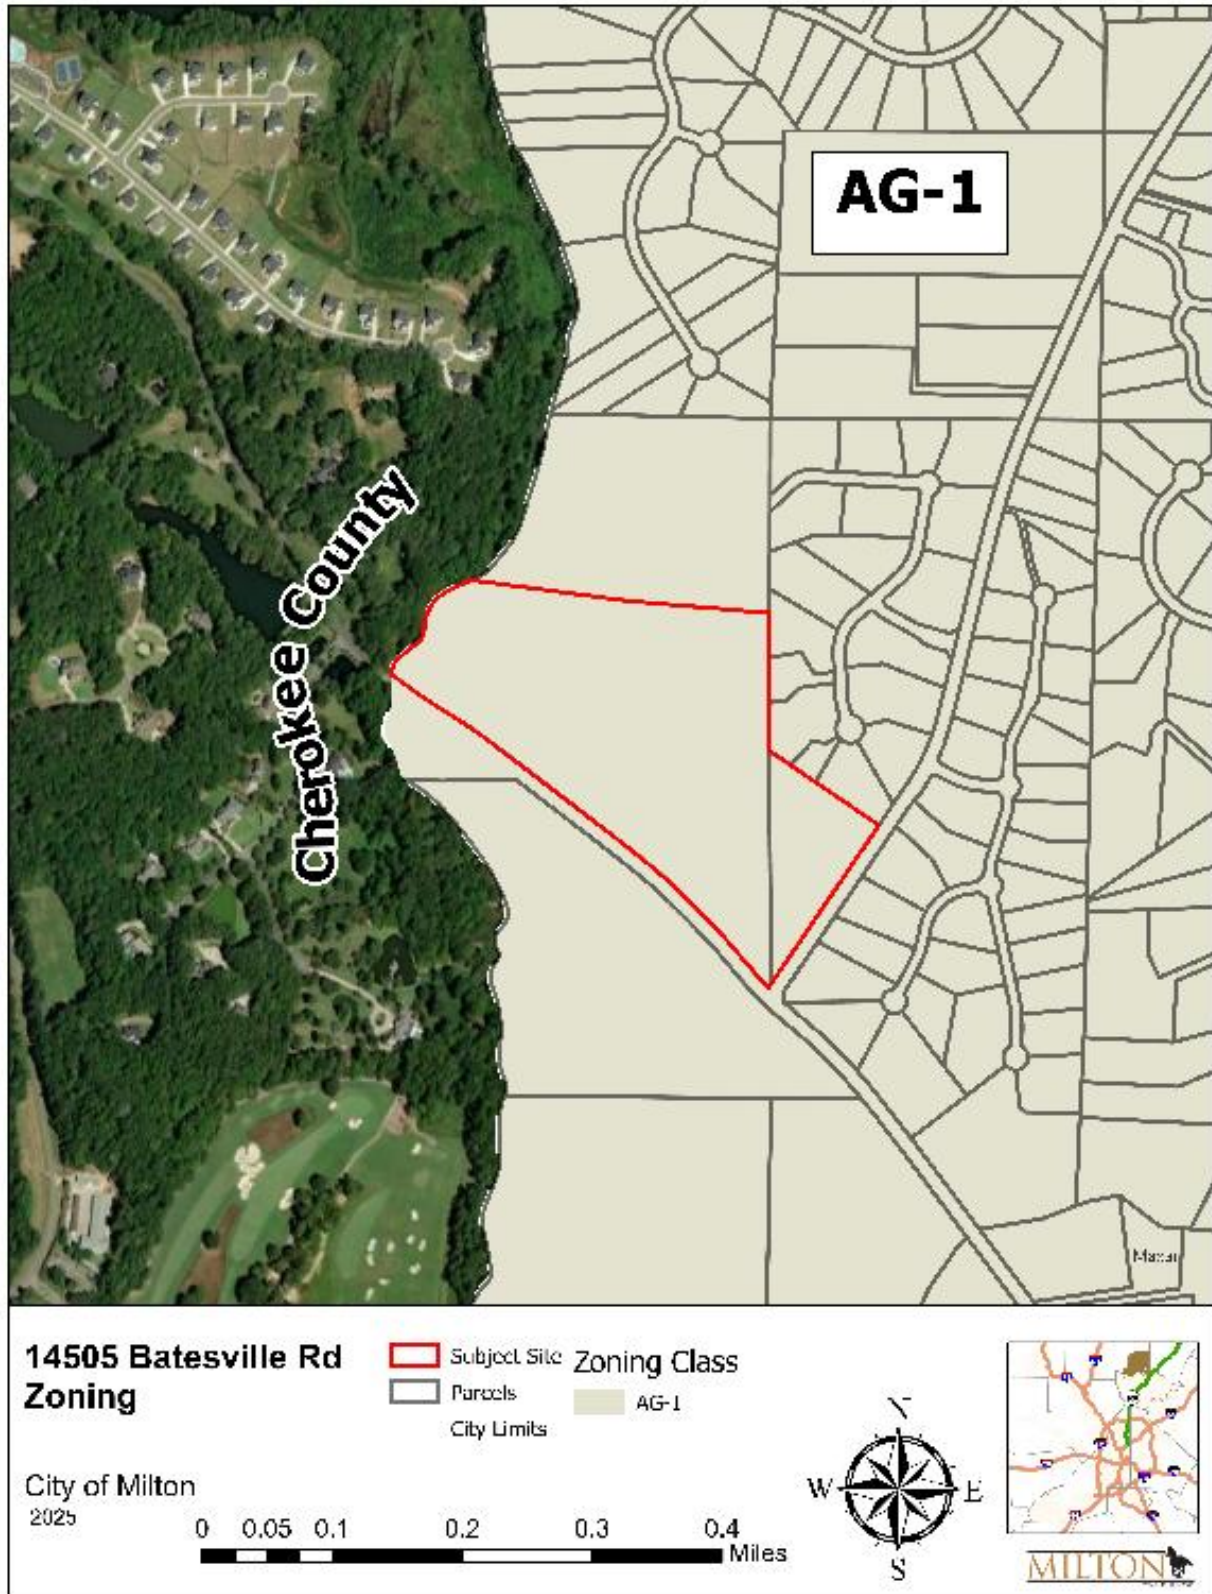 AG-1
Cherokee County
14505 Batesville Rd
Zoning
Subject Site
Parcels
City Limits
Zoning Class
AG-1
City of Milton
2025
0 0.05 0.1 0.2 0.3 0.4
Miles
N
W E
S
MILTON